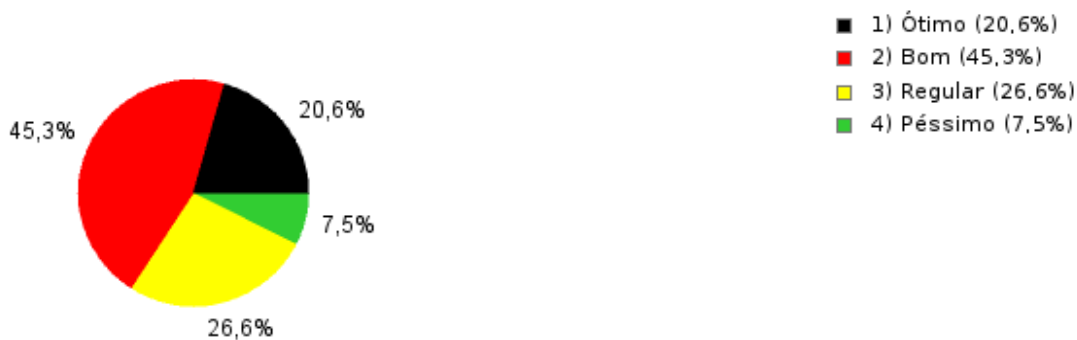 1) Ótimo (20,6%)
2) Bom (45,3%)
3) Regular (26,6%)
4) Péssimo (7,5%)
20,6%
45,3%
7,5%
26,6%